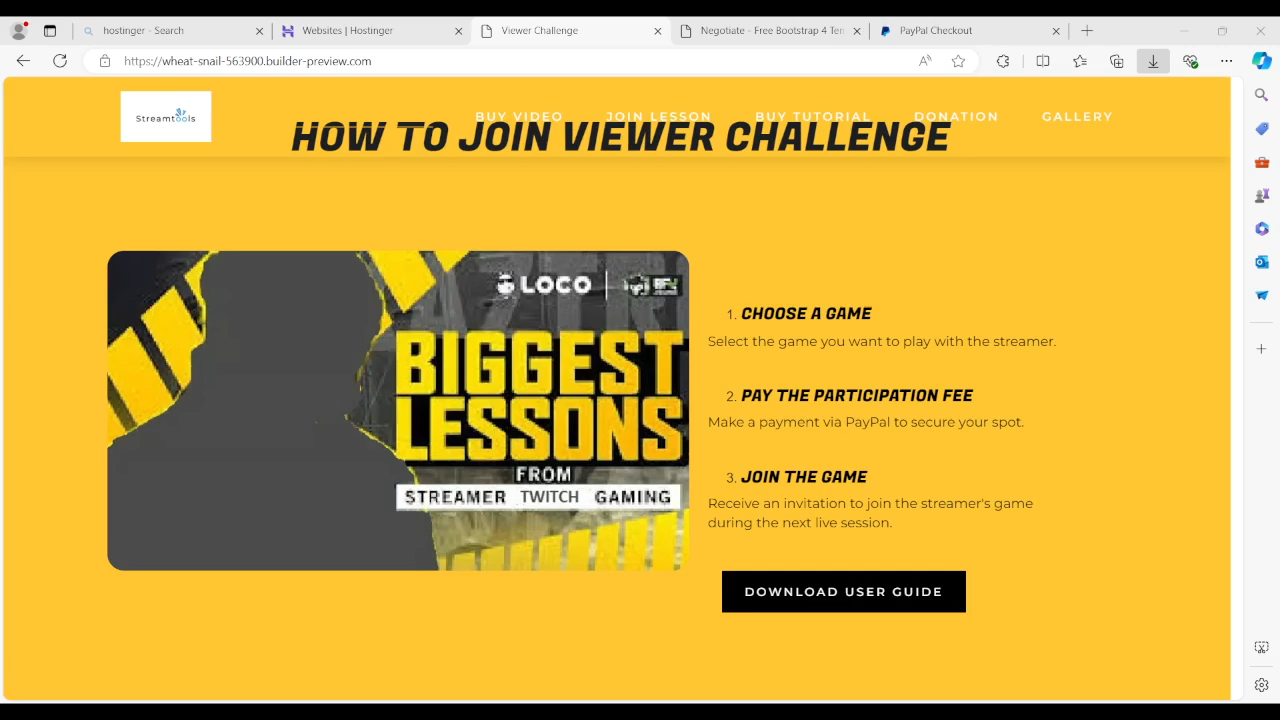 hostinger - Search
Websites | Hostinger
Viewer Challenge
Negotiate - Free Bootstrap 4 Ten
PayPal Checkout
https://wheat-snail-563900.builder-preview.com
Streamtools
BUY VIDEO
JOIN LESSON
BUY TUTORIAL
DONATION
GALLERY
HOW TO JOIN VIEWER CHALLENGE
LOCO
BIGGEST
LESSONS
FROM
STREAMER TWITCH GAMING
1. CHOOSE A GAME
Select the game you want to play with the streamer.
2. PAY THE PARTICIPATION FEE
Make a payment via PayPal to secure your spot.
3. JOIN THE GAME
Receive an invitation to join the streamer's game
during the next live session.
DOWNLOAD USER GUIDE